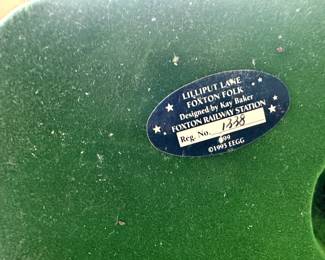 LILLIPUT LANE
FOXTON FOLK
Designed by Kay Baker
FOXTON RAILWAY STATION
Reg. No. 1338
©1995 EEGG